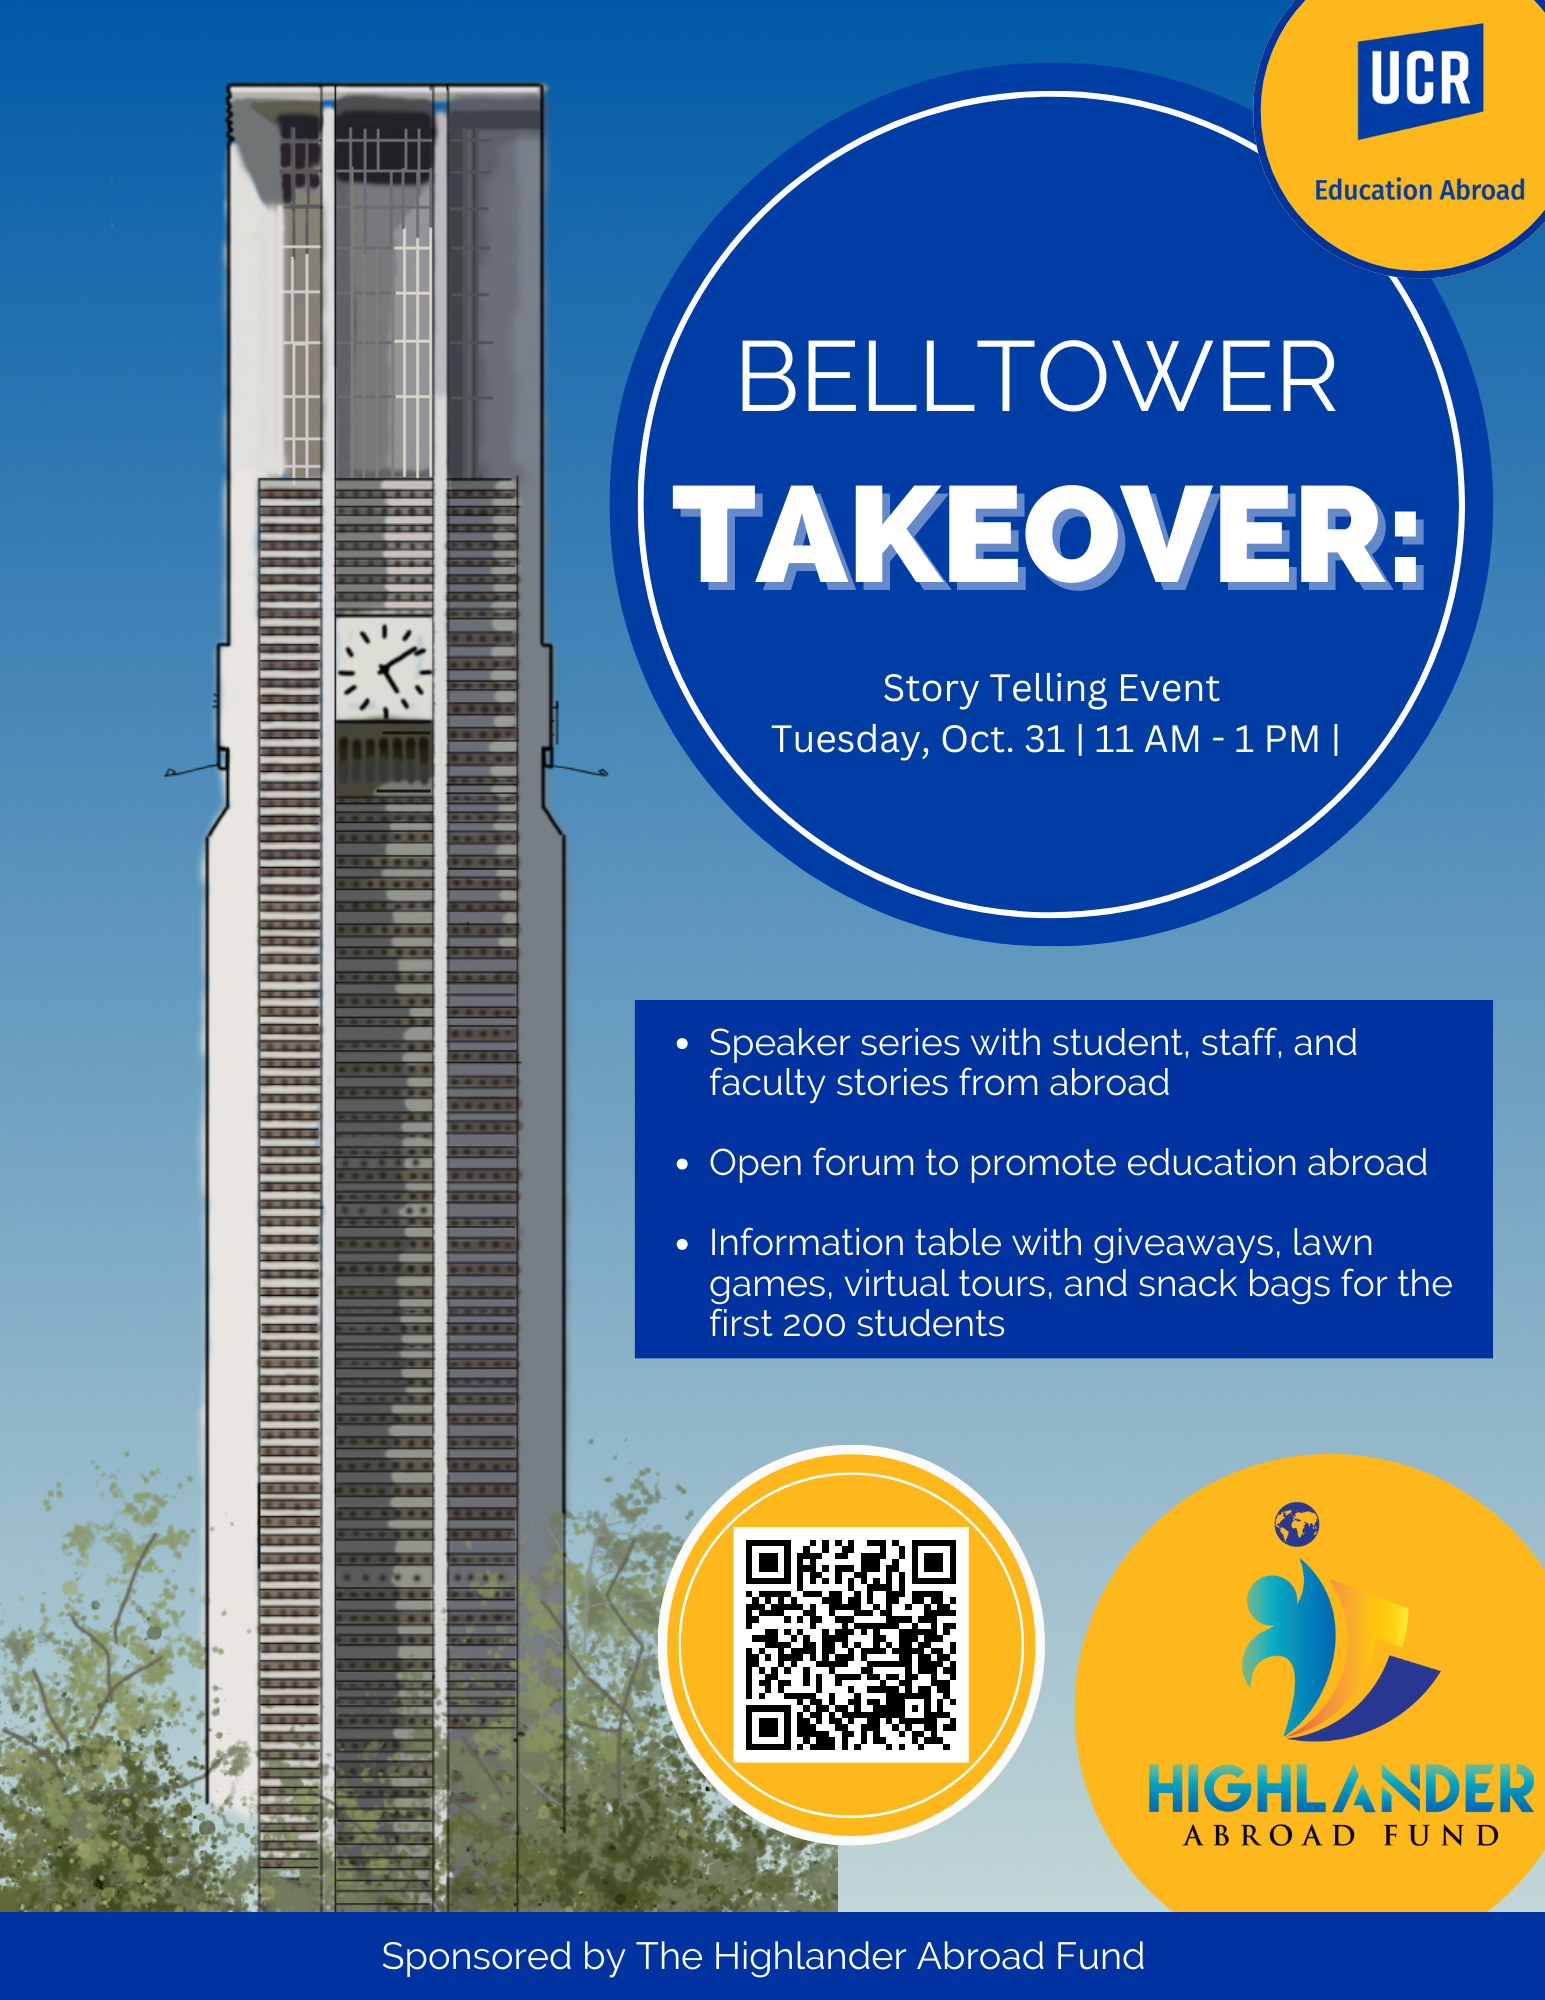 UCR
Education Abroad
BELLTOWER
TAKEOVER:
Story Telling Event
Tuesday, Oct. 31 | 11 AM - 1 PM |
• Speaker series with student, staff, and
faculty stories from abroad
• Open forum to promote education abroad
• Information table with giveaways, lawn
games, virtual tours, and snack bags for the
first 200 students
HIGHLANDER
ABROAD FUND
Sponsored by The Highlander Abroad Fund